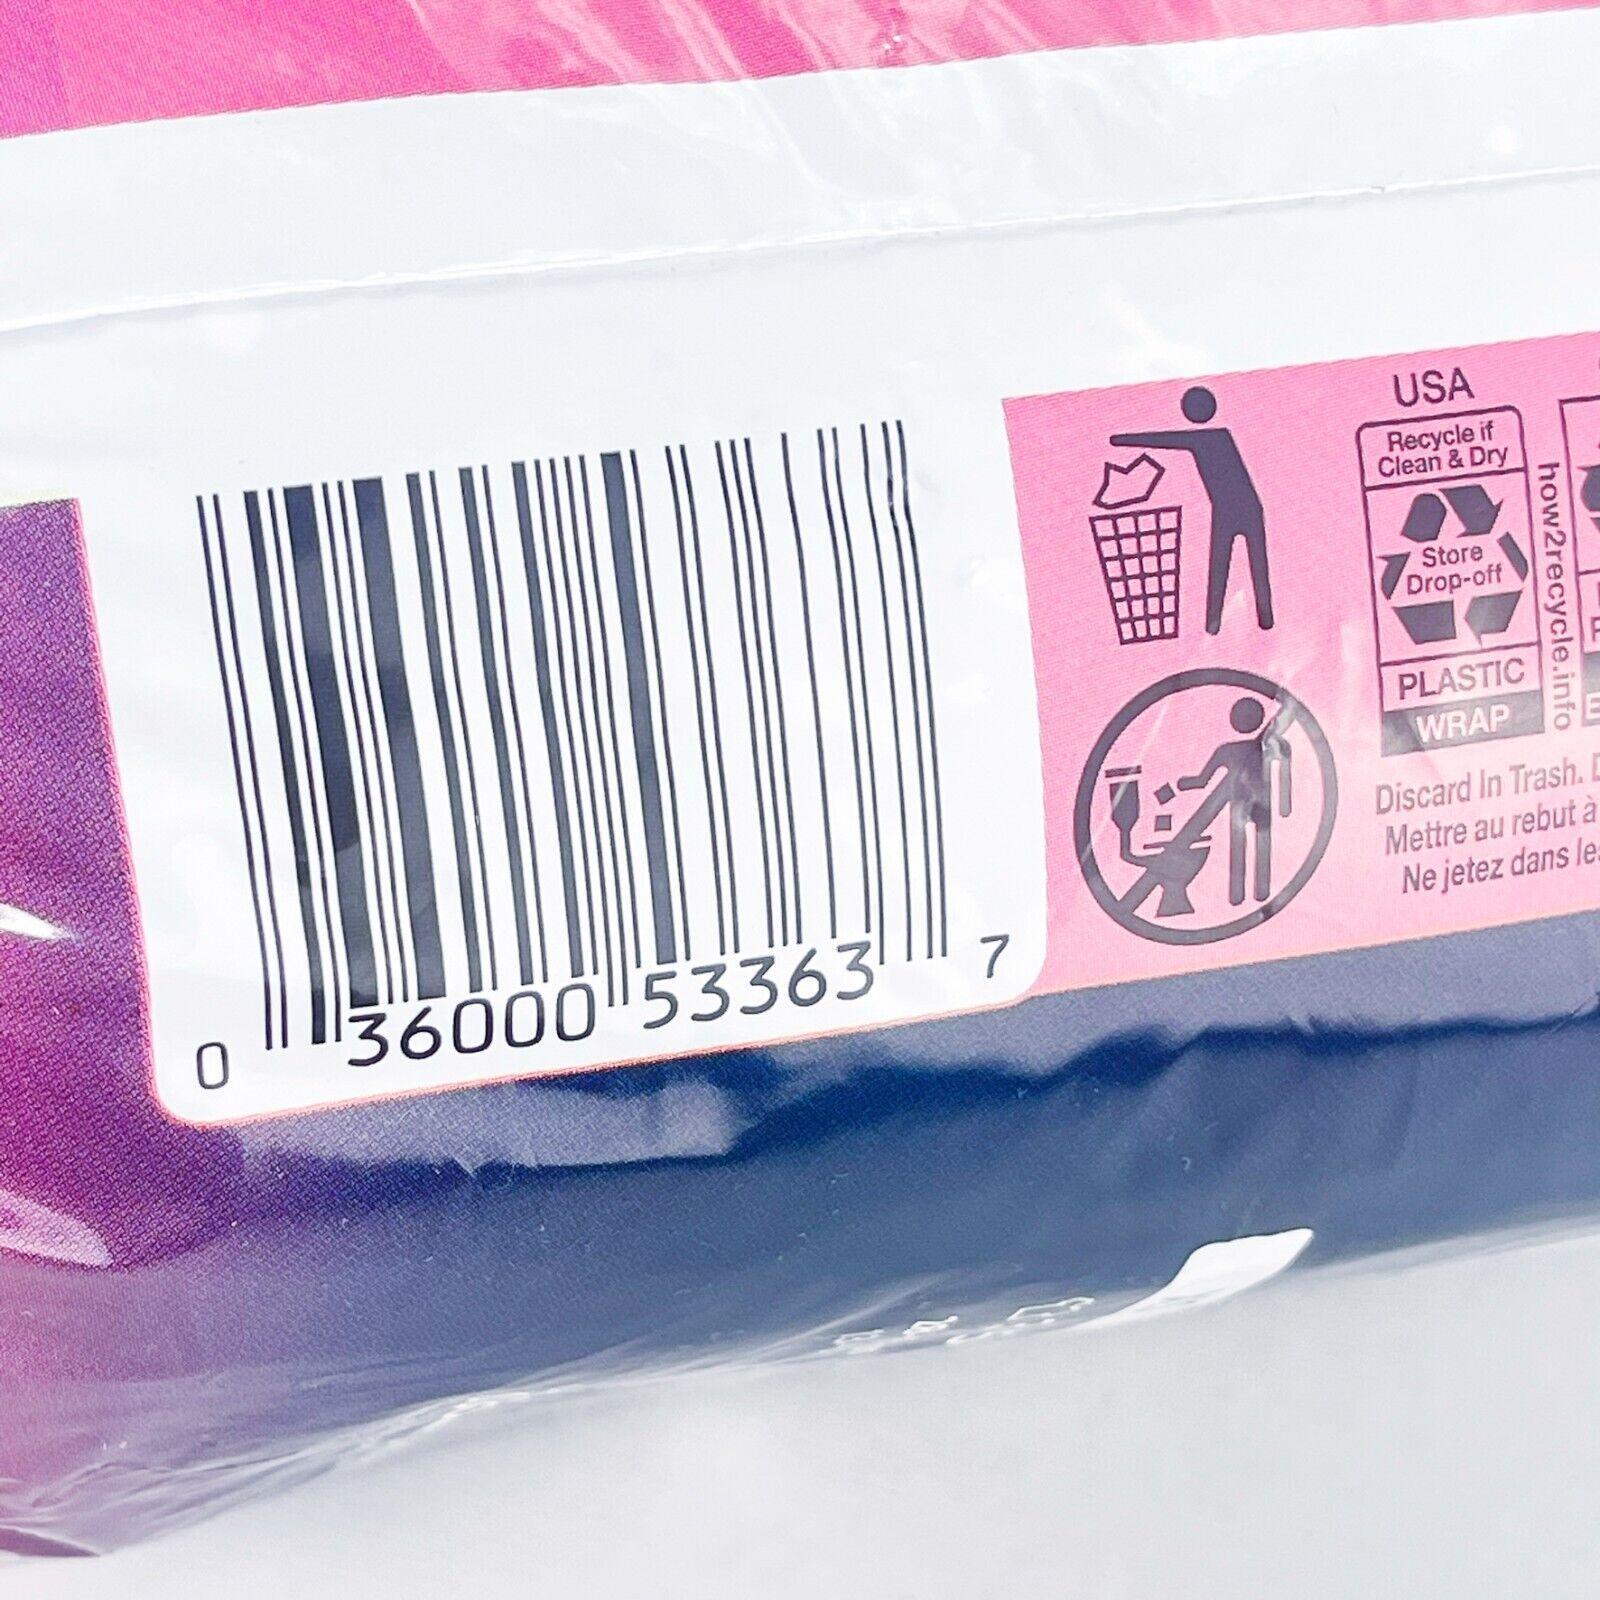 0 36000 53363 7
USA
Recycle if
Clean & Dry
Store
Drop-off
PLASTIC
WRAP
how2recycle.info
Discard In Trash.
Mettre au rebut à
Ne jetez dans